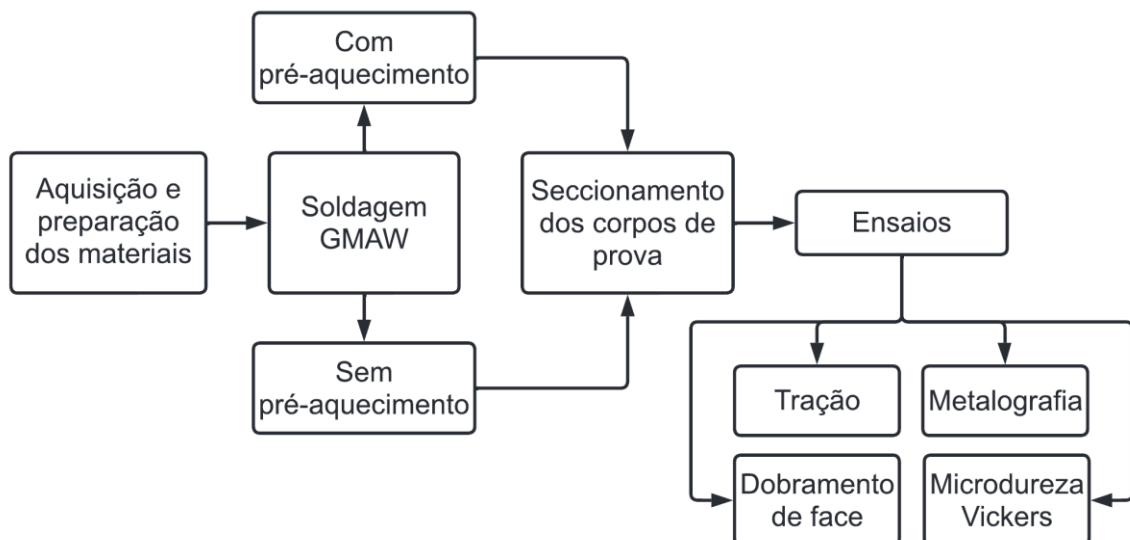 Com
pré-aquecimento
Aquisição e
preparação
dos materiais
Soldagem
GMAW
Sem
pré-aquecimento
Seccionamento
dos corpos de
prova
Ensaios
Tração
Metalografia
Dobramento
de face
Microdureza
Vickers